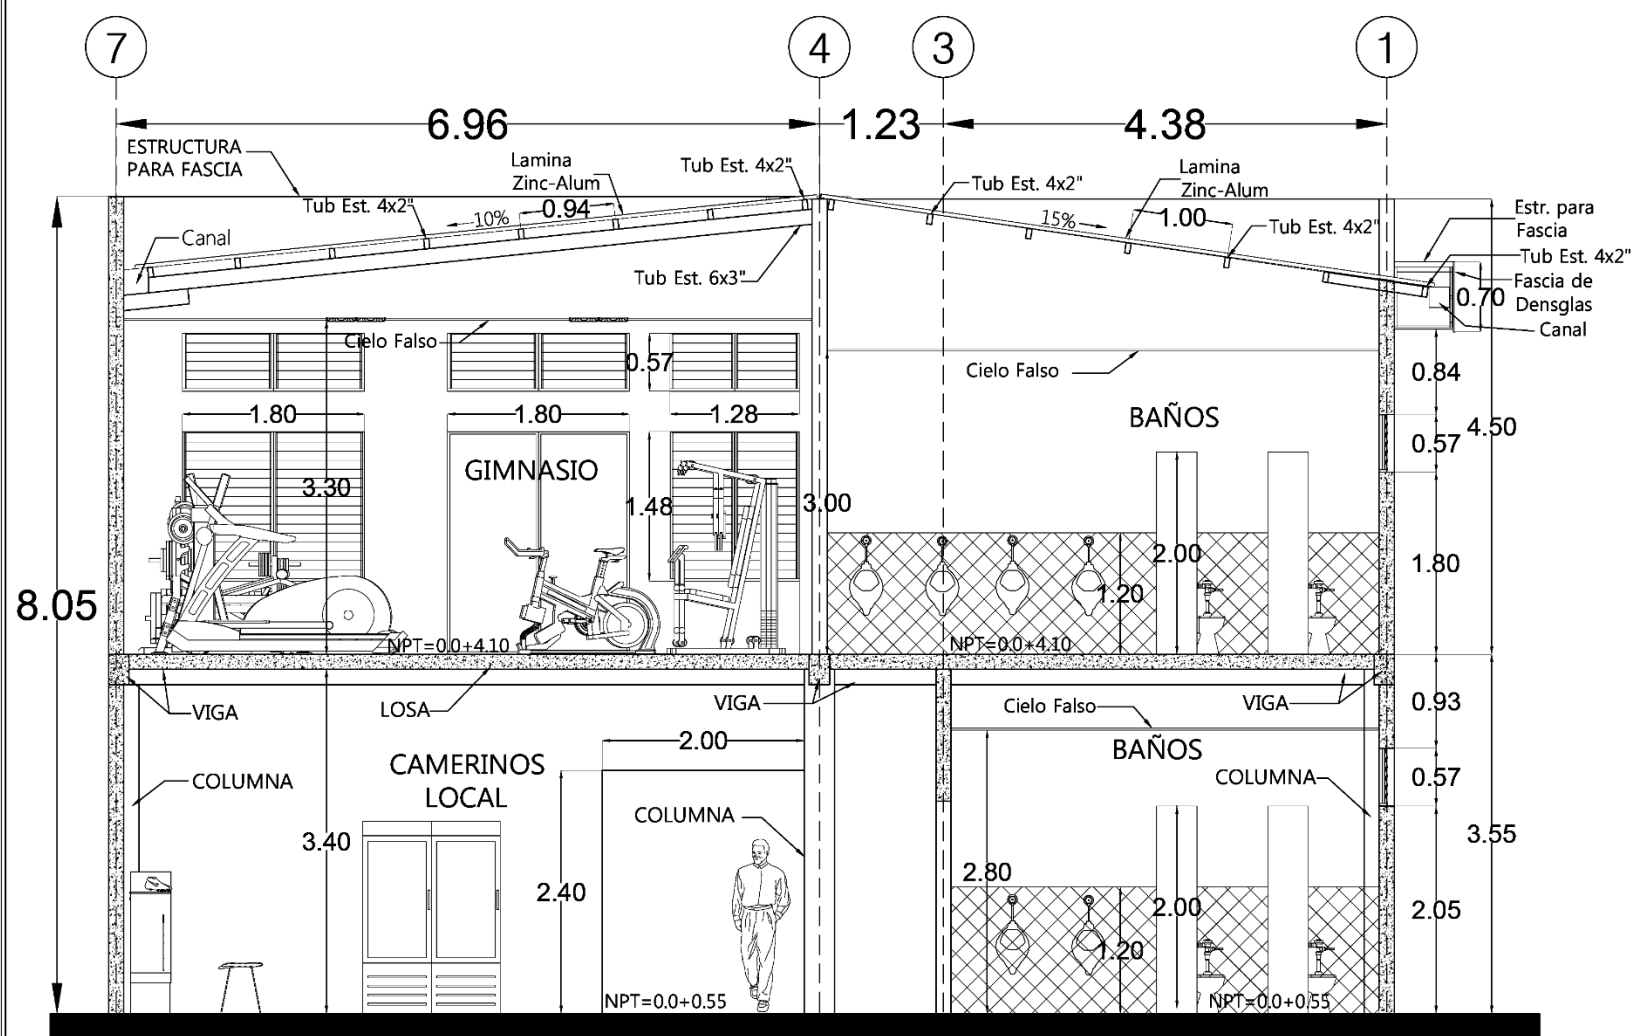 7
4
3
1
6.96
1.23
4.38
ESTRUCTURA
PARA FASCIA
Lamina
Zinc-Alum
Tub Est. 4x2"
Tub Est. 4x2"
10%
0.94
Canal
Tub Est. 6x3"
Tub Est. 4x2"
Lamina
Zinc-Alum
15%
1.00
Tub Est. 4x2"
Estr. para
Fascia
Tub Est. 4x2"
Fascia de
Densglas
0.70
Canal
Cielo Falso
0.57
Cielo Falso
0.84
1.80
1.80
1.28
BAÑOS
4.50
0.57
GIMNASIO
3.30
1.48
3.00
2.00
1.80
1.20
8.05
NPT=0.0+4.10
NPT=0.0+4.10
VIGA
LOSA
VIGA
Cielo Falso
VIGA
0.93
2.00
BAÑOS
CAMERINOS
LOCAL
COLUMNA
COLUMNA
0.57
COLUMNA
3.40
3.55
2.80
2.40
2.00
2.05
1.20
NPT=0.0+0.55
NPT=0.0+0.55